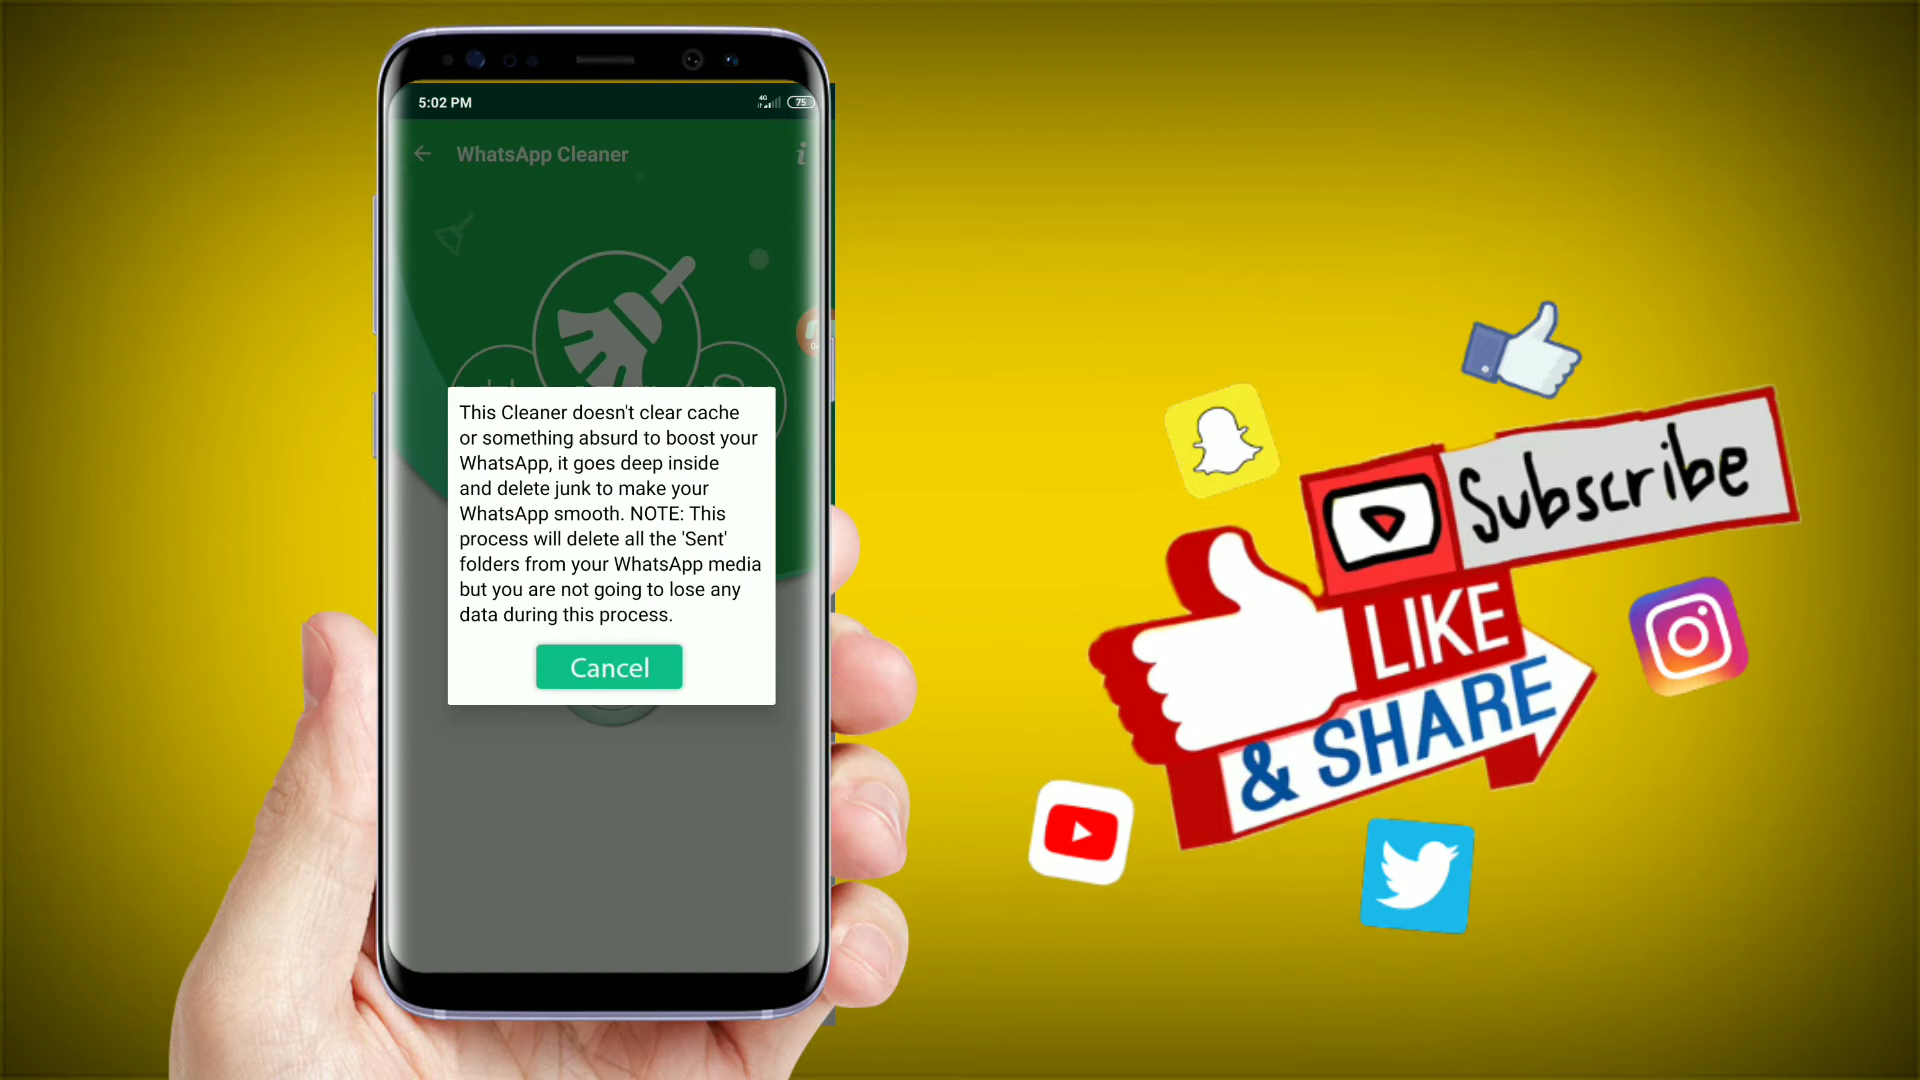 5:02 PM
4G
75
WhatsApp Cleaner
i
This Cleaner doesn't clear cache
or something absurd to boost your
WhatsApp, it goes deep inside
and delete junk to make your
WhatsApp smooth. NOTE: This
process will delete all the 'Sent'
folders from your WhatsApp media
but you are not going to lose any
data during this process.
Cancel
Subscribe
LIKE
& SHARE